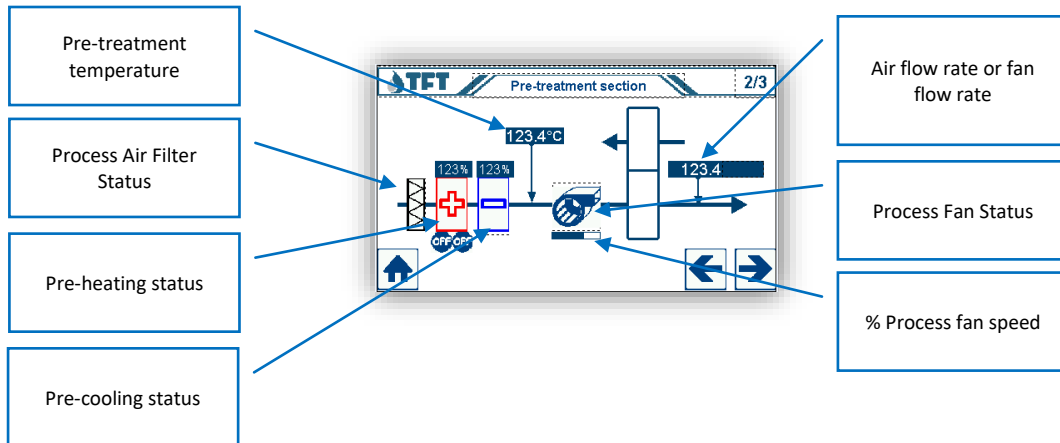 Pre-treatment
temperature
Process Air Filter
Status
Pre-heating status
Pre-cooling status
TFT
Pre-treatment section
2/3
123.4°C
123%
123%
123.4
OFF
OFF
Air flow rate or fan
flow rate
Process Fan Status
% Process fan speed